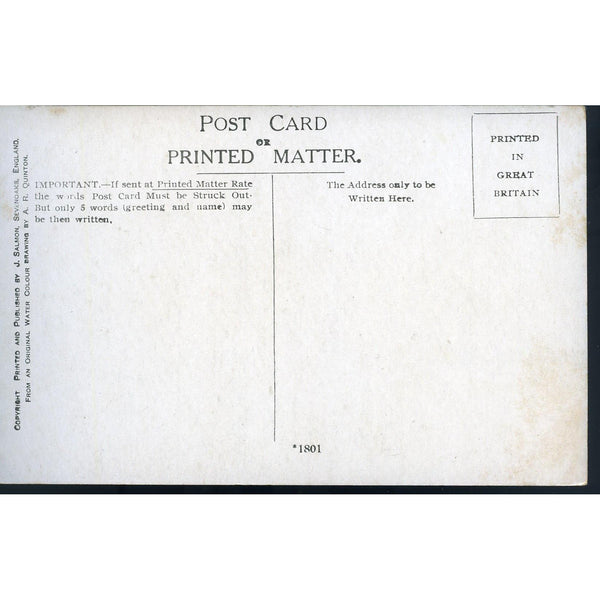 POST CARD
OR
PRINTED MATTER.
PRINTED
IN
GREAT
BRITAIN
IMPORTANT.—If sent at Printed Matter Rate
the words Post Card Must be Struck Out-
But only 5 words (greeting and name) may
be then written.
The Address only to be
Written Here.
*1801
COPYRIGHT PRINTED AND PUBLISHED BY J. SALMON, SEVENOAKS, ENGLAND.
FROM AN ORIGINAL WATER COLOUR DRAWING BY A. R. QUINTON.